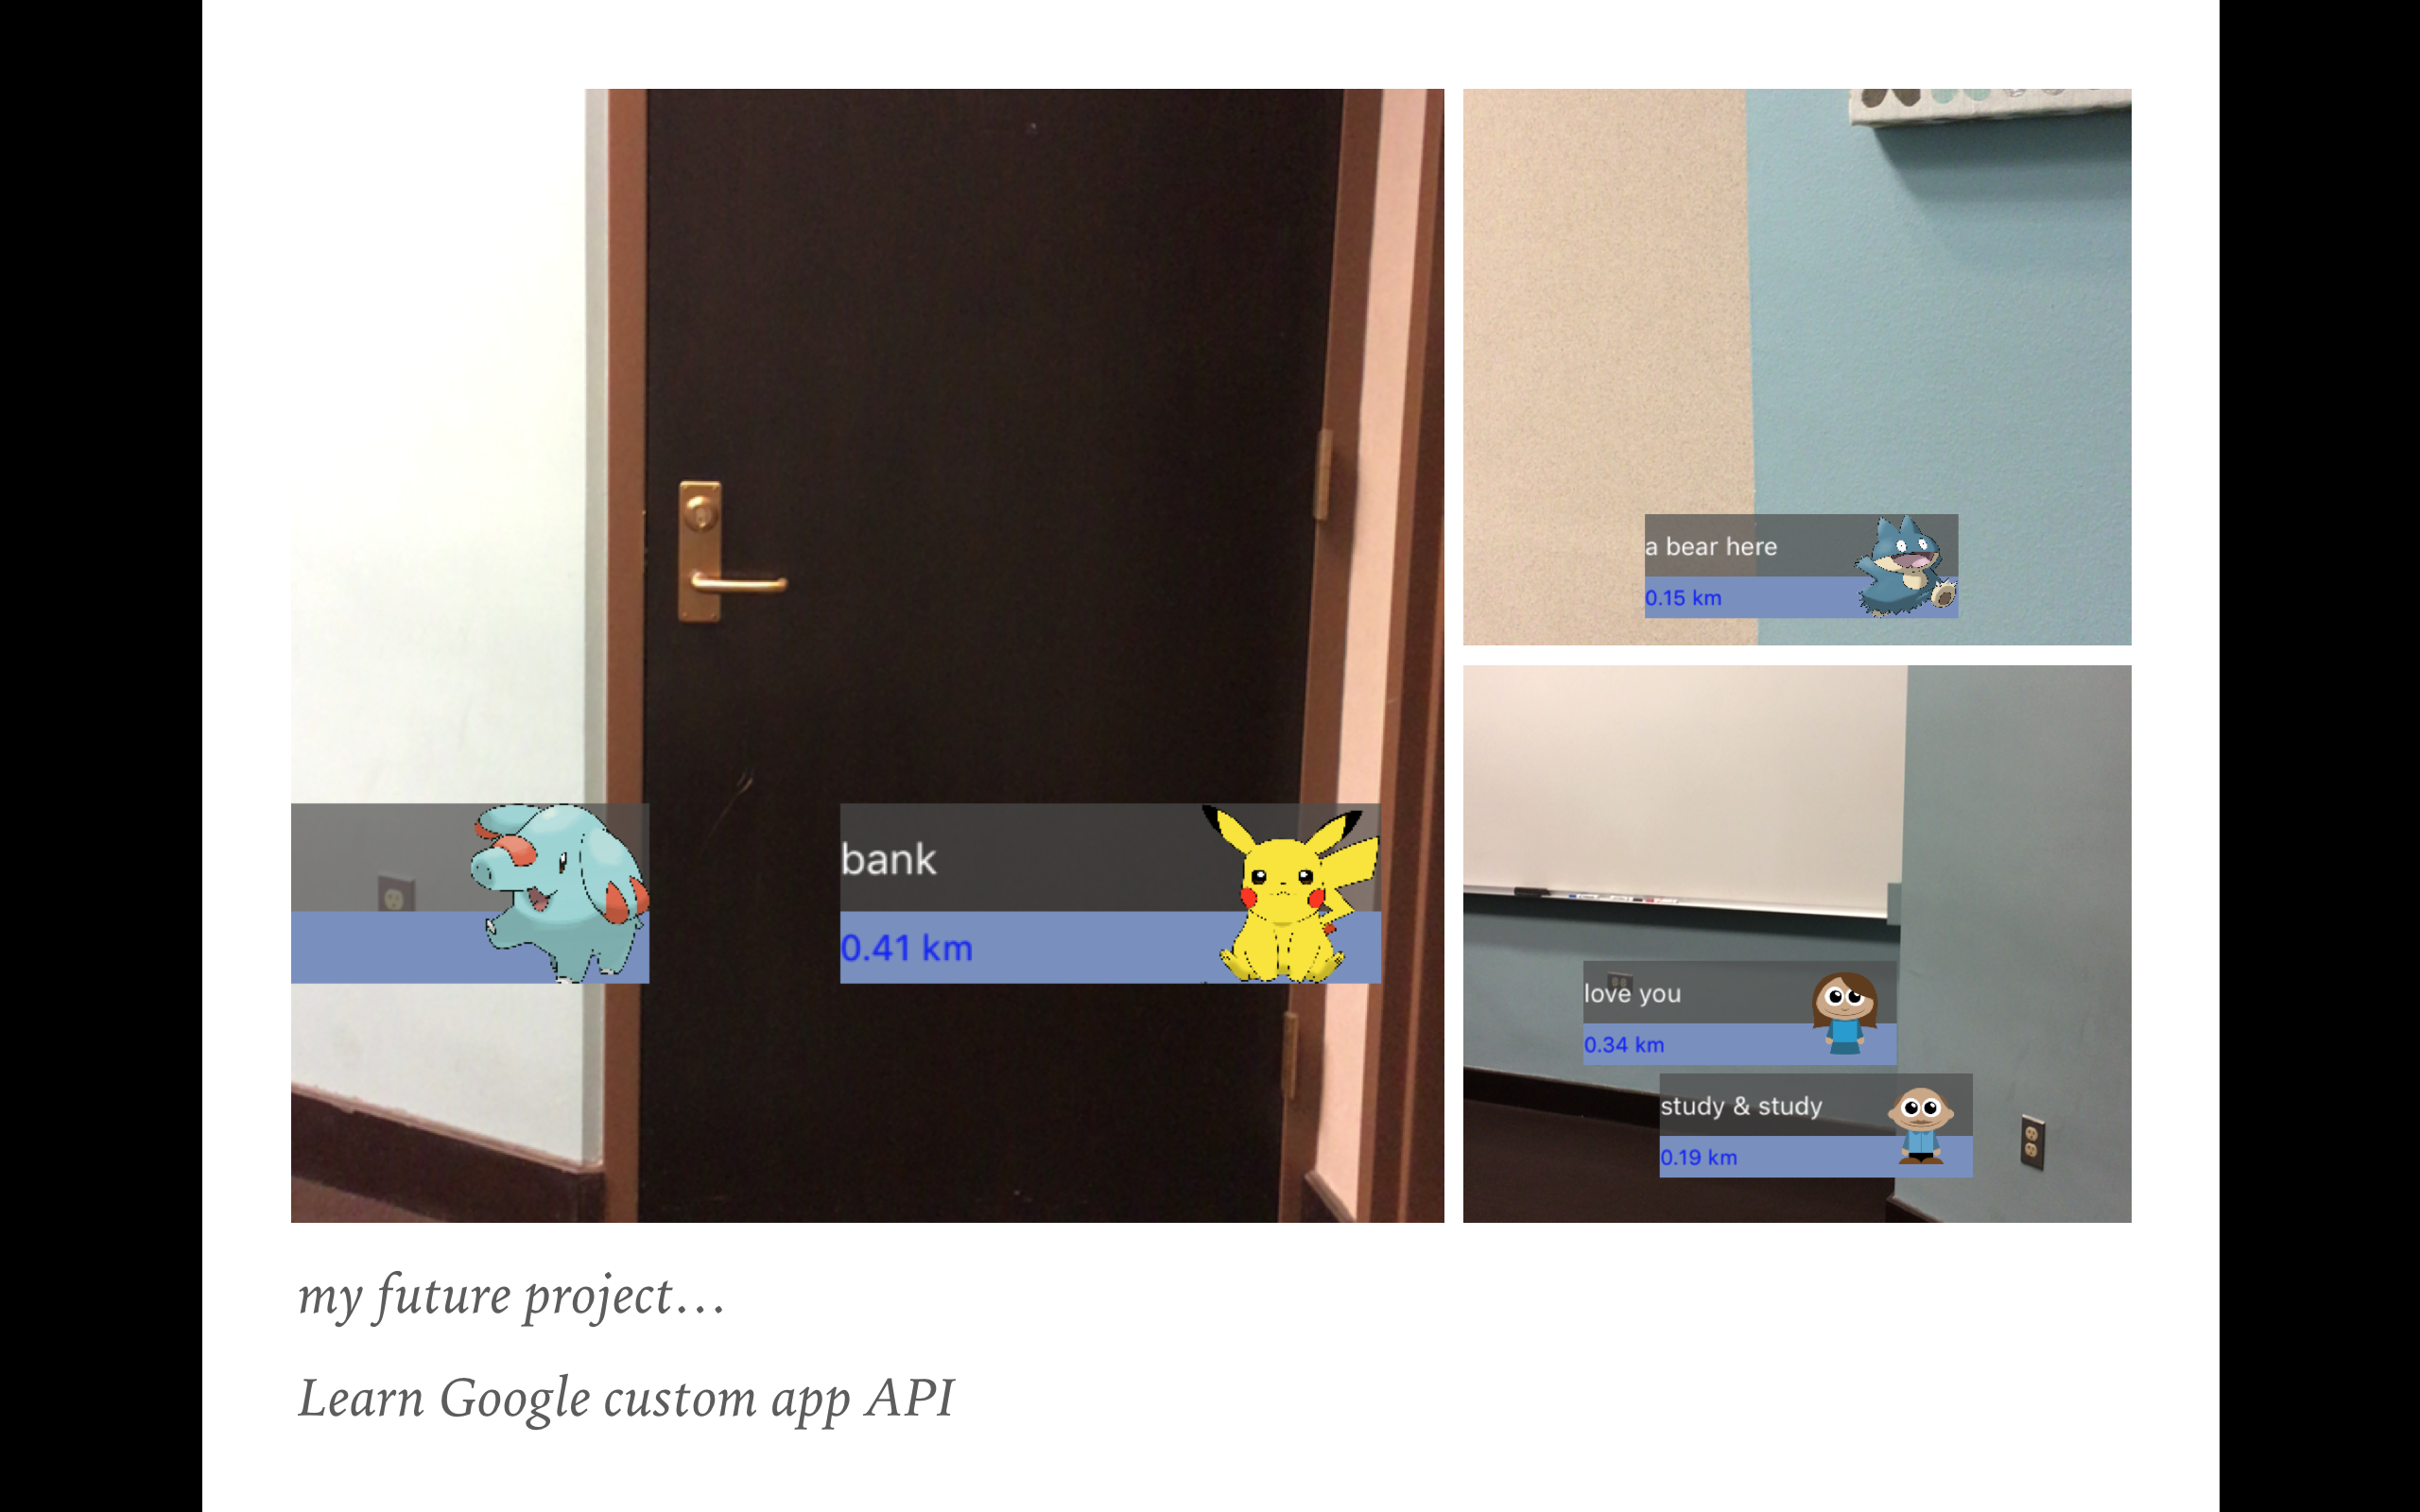 bank
0.41 km
a bear here
0.15 km
love you
0.34 km
study & study
0.19 km
my future project…
Learn Google custom app API